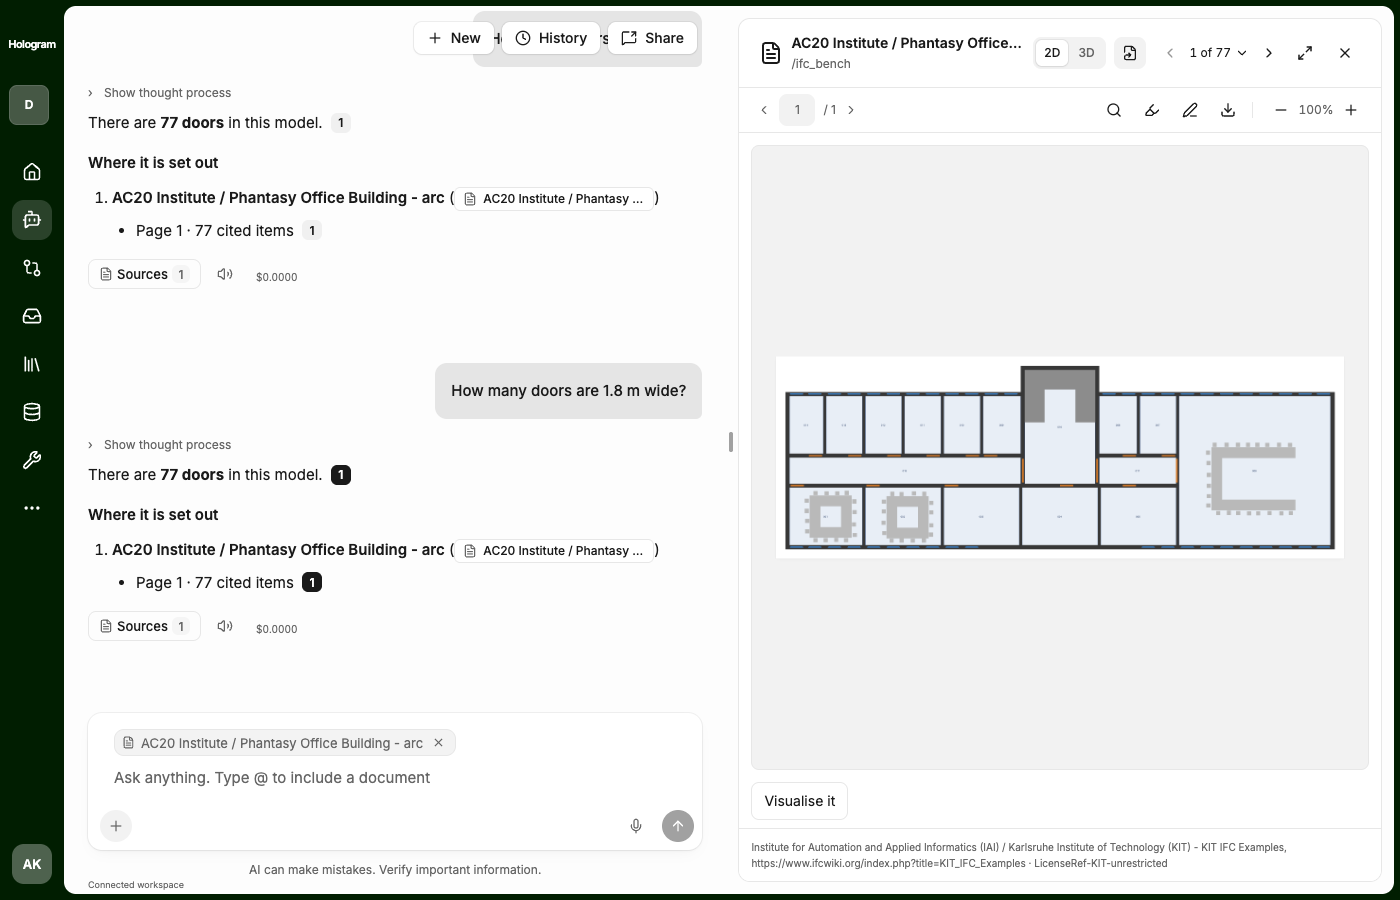 Hologram
D
AK
New
History
Share
Show thought process
There are 77 doors in this model. 1
Where it is set out
1. AC20 Institute / Phantasy Office Building - arc ( AC20 Institute / Phantasy ... )
• Page 1 · 77 cited items 1
Sources 1
$0.0000
How many doors are 1.8 m wide?
Show thought process
There are 77 doors in this model. 1
Where it is set out
1. AC20 Institute / Phantasy Office Building - arc ( AC20 Institute / Phantasy ... )
• Page 1 · 77 cited items 1
Sources 1
$0.0000
AC20 Institute / Phantasy Office Building - arc
Ask anything. Type @ to include a document
AI can make mistakes. Verify important information.
Connected workspace
AC20 Institute / Phantasy Office...
/ifc_bench
2D 3D
1 of 77
1 / 1
100%
Visualise it
Institute for Automation and Applied Informatics (IAI) / Karlsruhe Institute of Technology (KIT) - KIT IFC Examples,
https://www.ifcwiki.org/index.php?title=KIT_IFC_Examples · LicenseRef-KIT-unrestricted